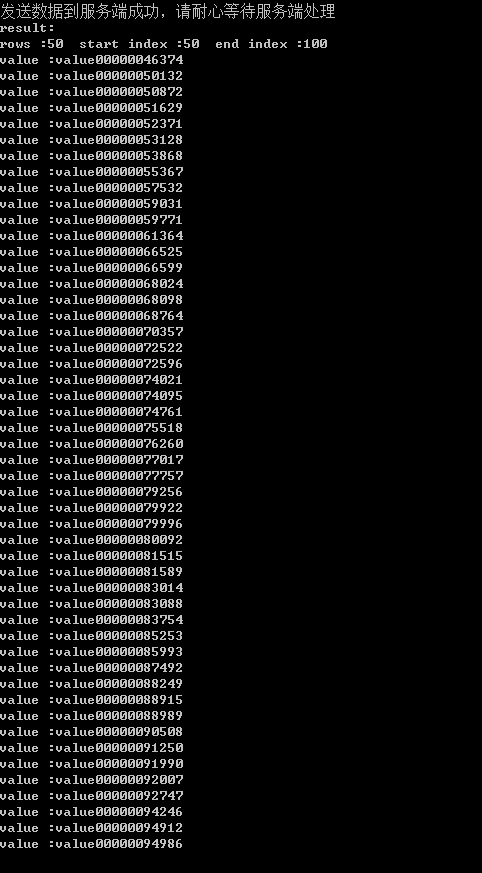 发送数据到服务端成功，请耐心等待服务端处理
result:
rows :50  start index :50  end index :100
value :value00000046374
value :value00000050132
value :value00000050872
value :value00000051629
value :value00000052371
value :value00000053128
value :value00000053868
value :value00000055367
value :value00000057532
value :value00000059031
value :value00000059771
value :value00000061364
value :value00000066525
value :value00000066599
value :value00000068024
value :value00000068098
value :value00000068764
value :value00000070357
value :value00000072522
value :value00000072596
value :value00000074021
value :value00000074095
value :value00000074761
value :value00000075518
value :value00000076260
value :value00000077017
value :value00000077757
value :value00000079256
value :value00000079922
value :value00000079996
value :value00000080092
value :value00000081515
value :value00000081589
value :value00000083014
value :value00000083088
value :value00000083754
value :value00000085253
value :value00000085993
value :value00000087492
value :value00000088249
value :value00000088915
value :value00000088989
value :value00000090508
value :value00000091250
value :value00000091990
value :value00000092007
value :value00000092747
value :value00000094246
value :value00000094912
value :value00000094986